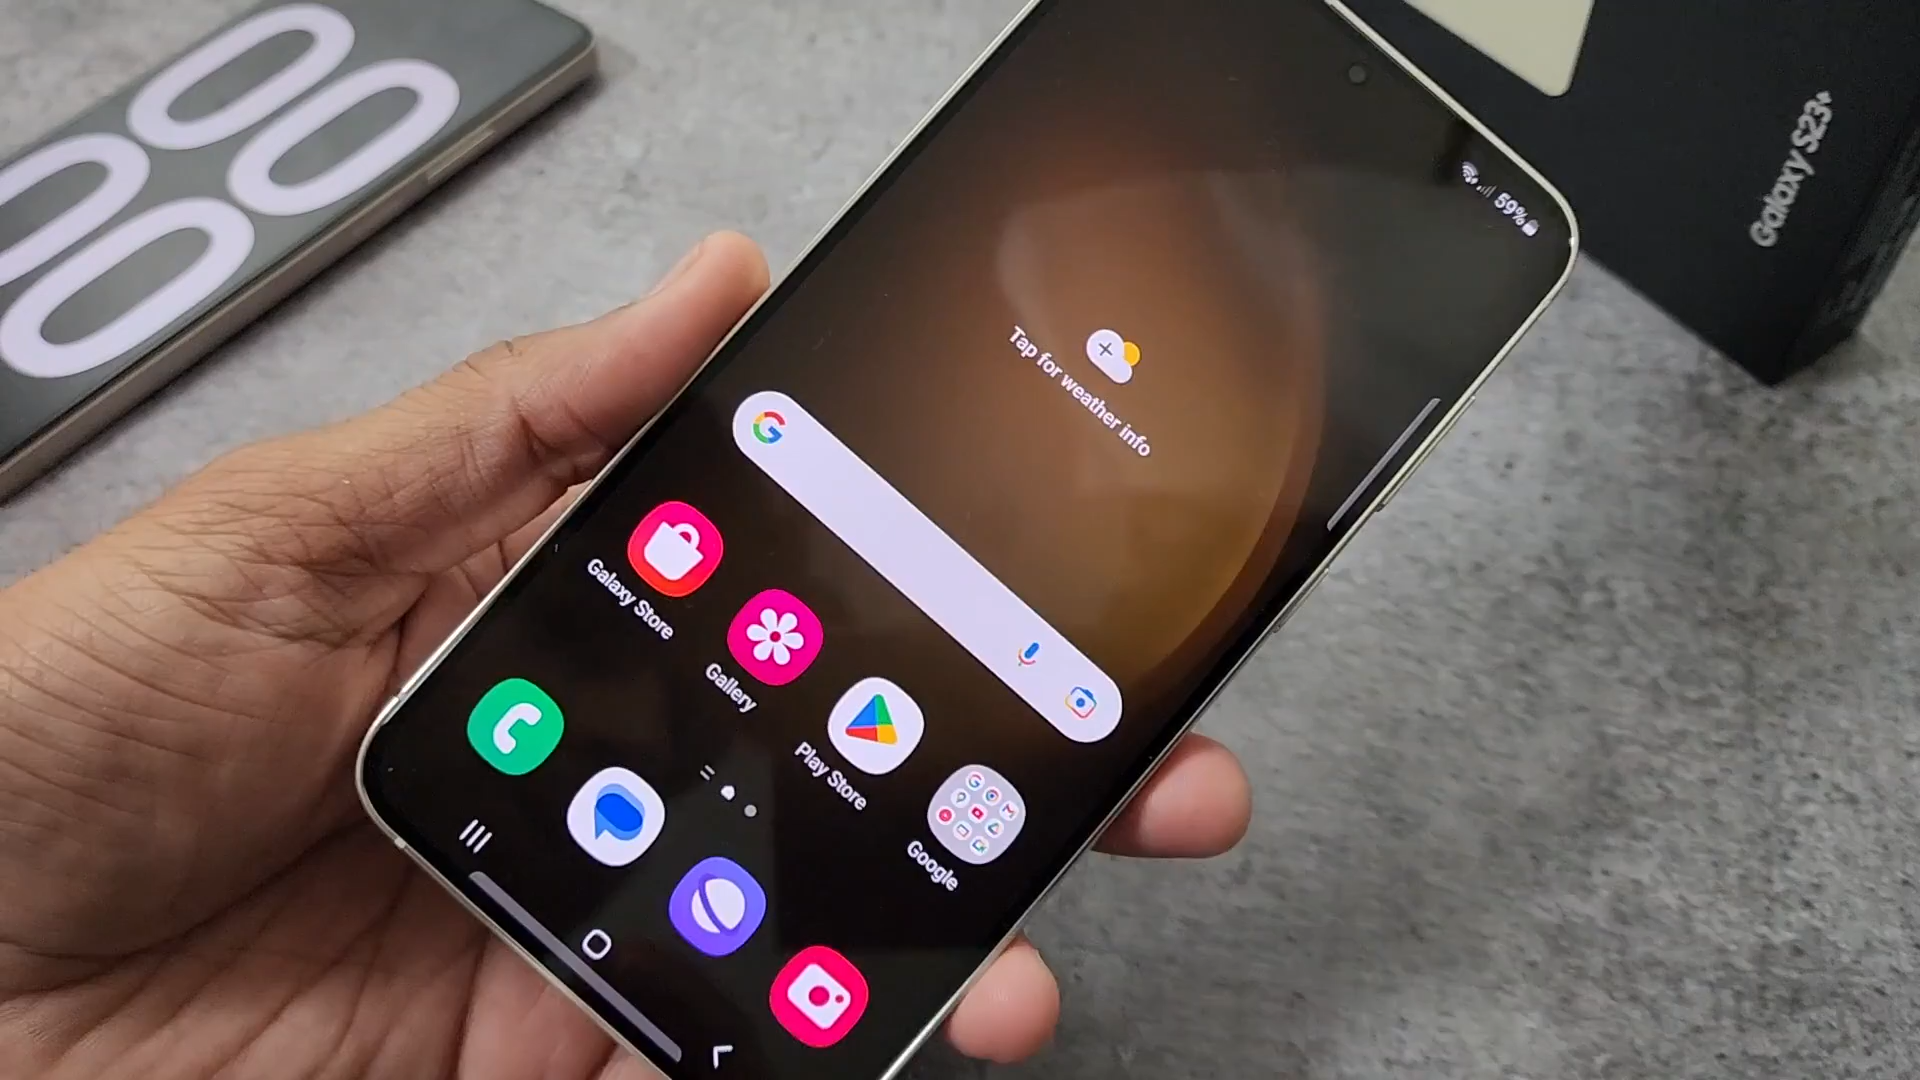 59%
Tap for weather info
G
Galaxy Store
Gallery
Play Store
Google
Galaxy S23+